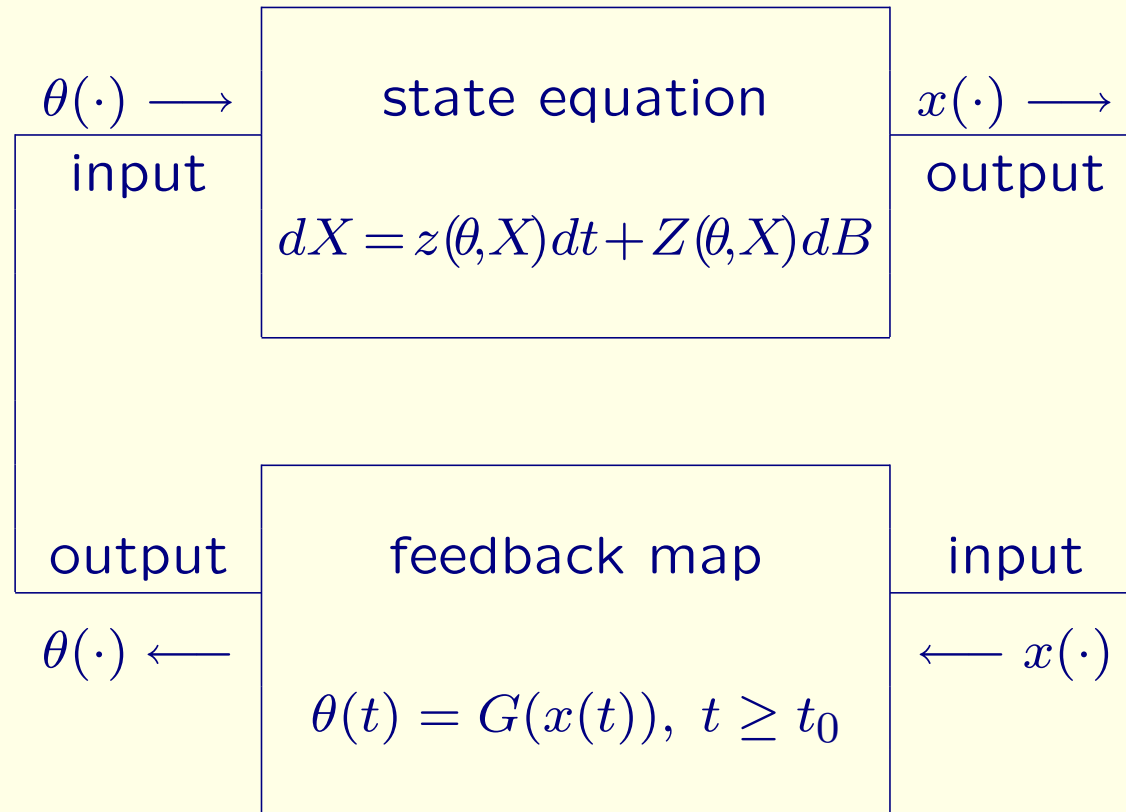 θ(·) ⟶ state equation x(·) ⟶
input output
dX = z(θ,X)dt + Z(θ,X)dB
output feedback map input
θ(·) ⟵ ⟵ x(·)
θ(t) = G(x(t)), t ≥ t₀